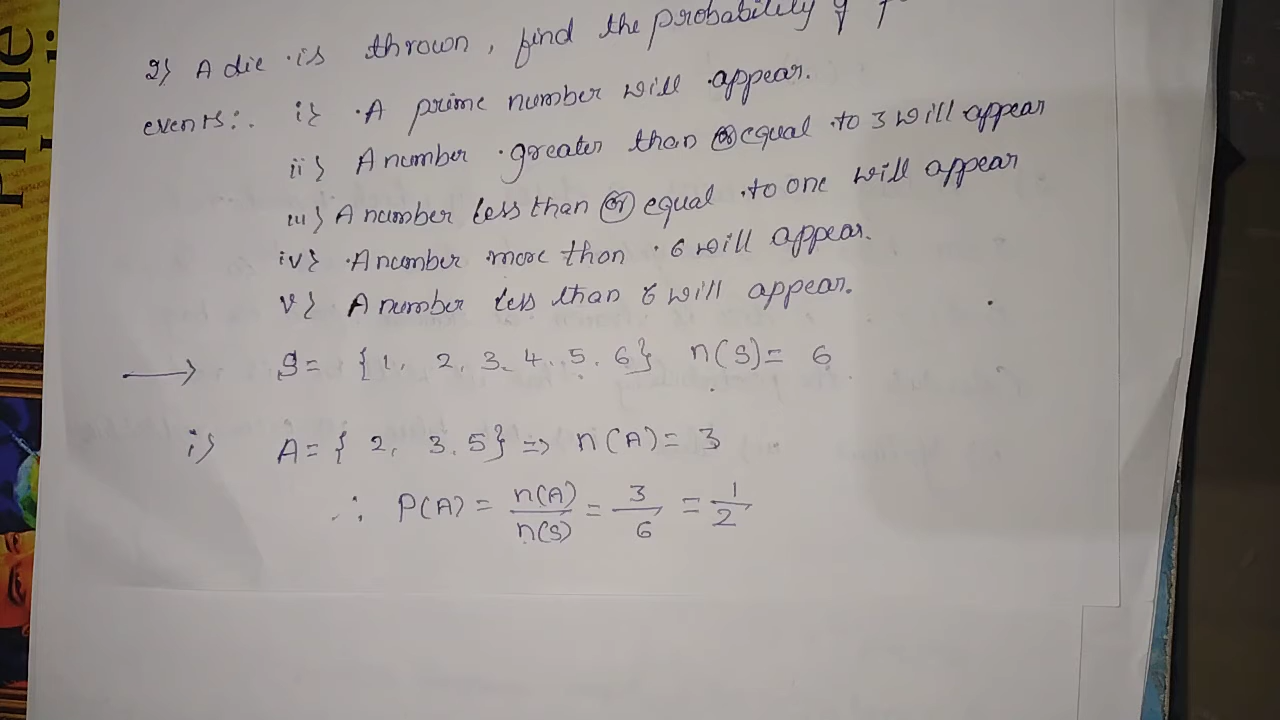 2} A die is thrown, find the probability of
events:. i} A prime number will appear.
ii} A number greater than (or) equal to 3 will appear
iii} A number less than (or) equal to one will appear
iv} A number more than 6 will appear.
v} A number less than 6 will appear.
→ S = {1, 2, 3, 4, 5, 6} n(S) = 6
i} A = {2, 3, 5} ⇒ n(A) = 3
∴ P(A) = n(A)/n(S) = 3/6 = 1/2